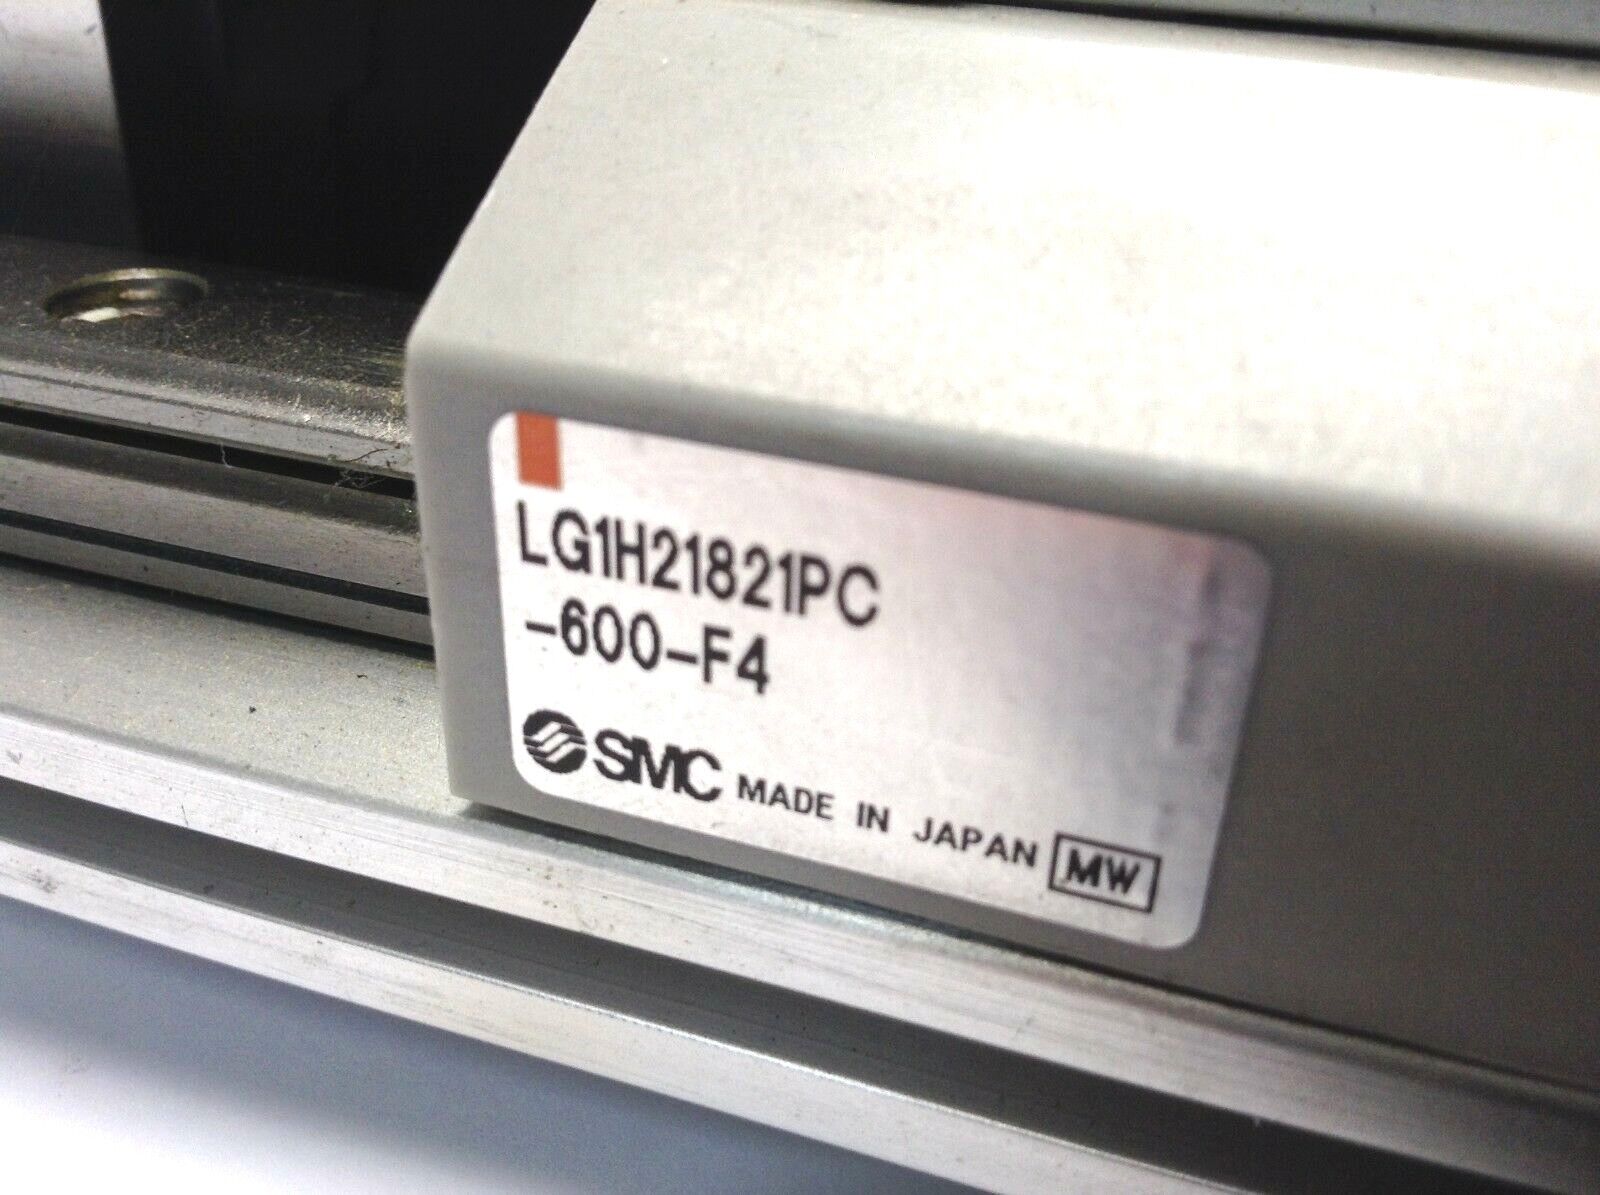 LG1H21821PC
-600-F4
SMC MADE IN JAPAN MW